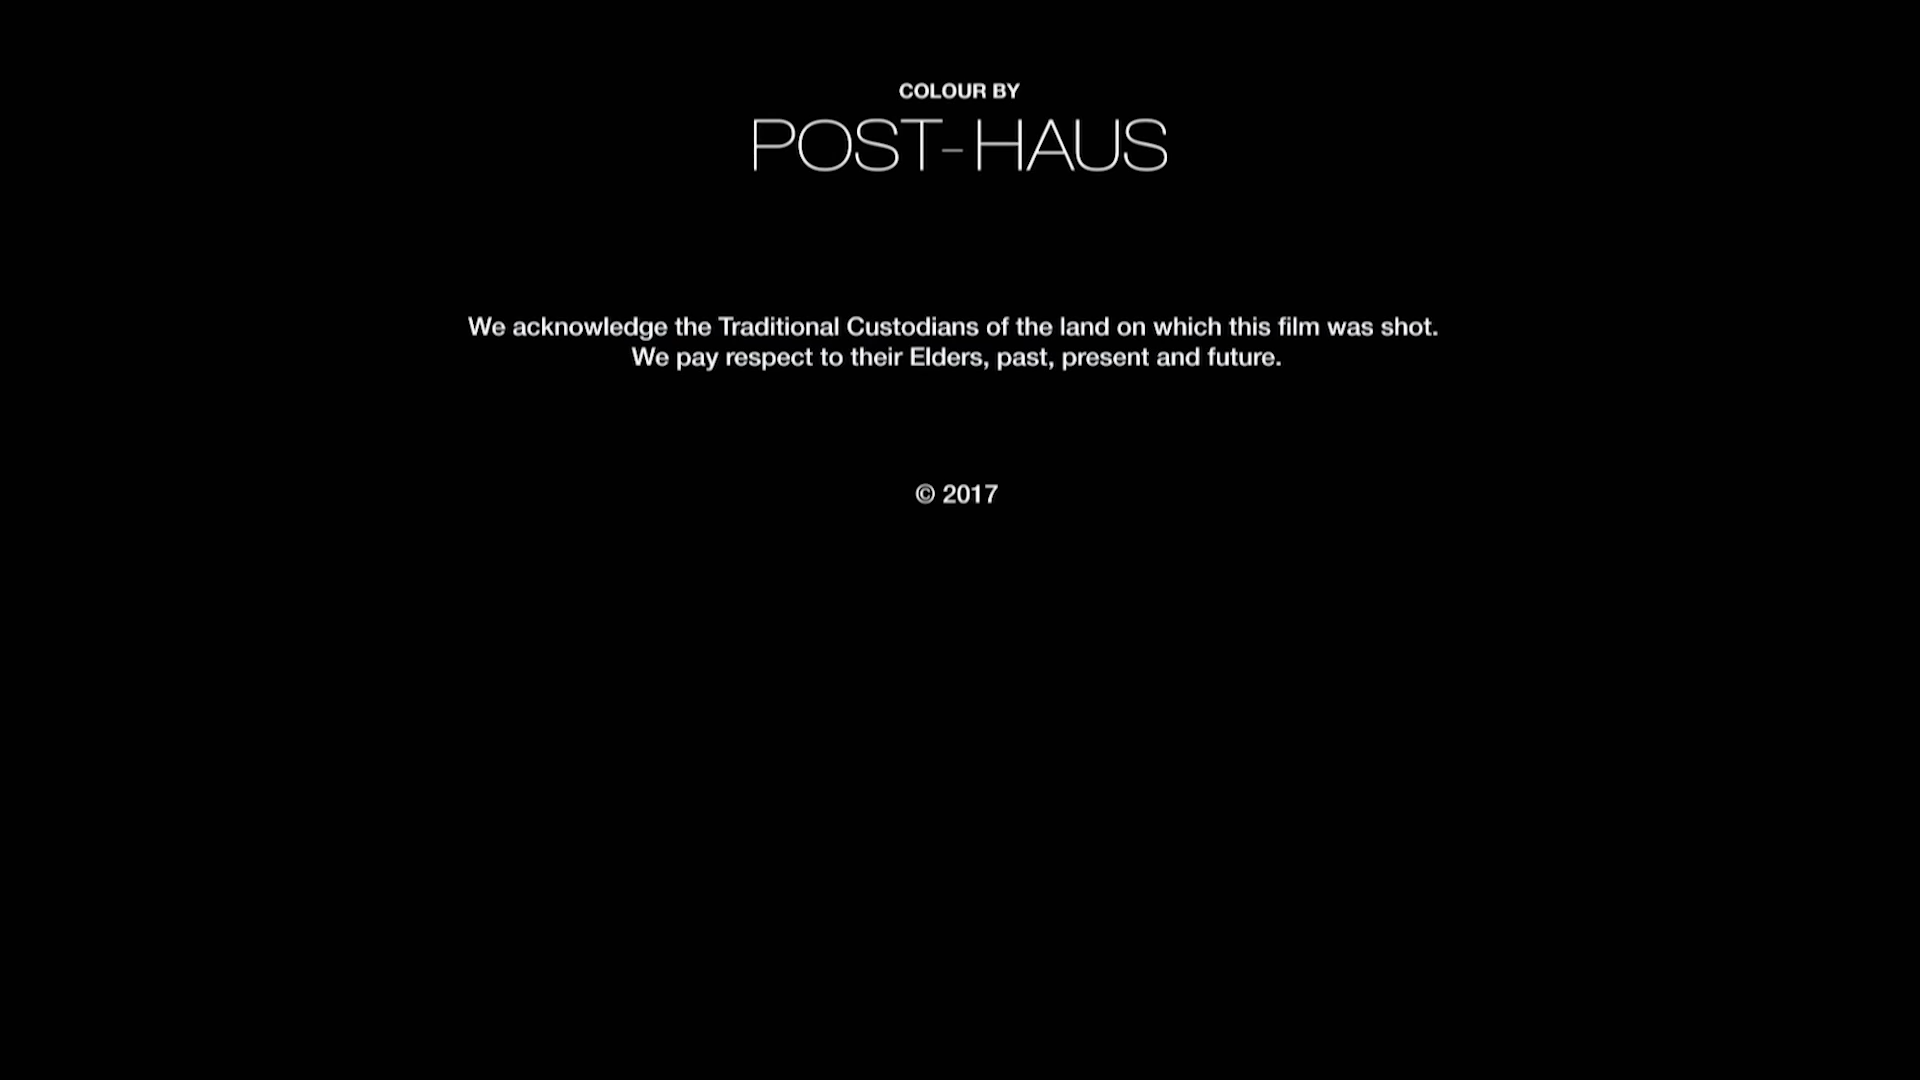 COLOUR BY
POST-HAUS
We acknowledge the Traditional Custodians of the land on which this film was shot.
We pay respect to their Elders, past, present and future.
© 2017